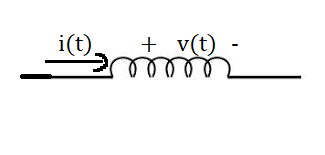 i(t) + v(t) -